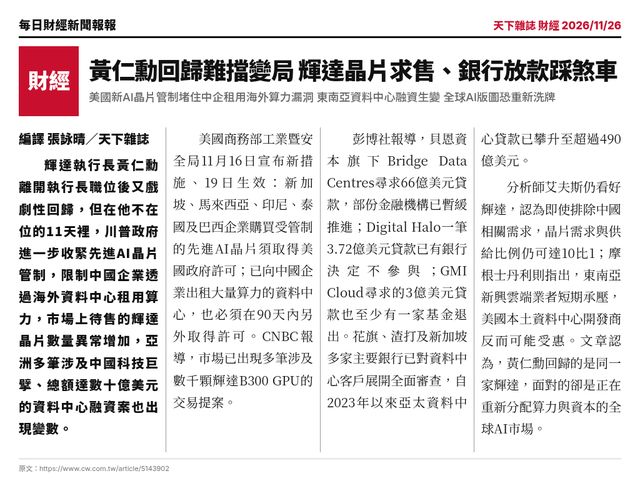 每日財經新聞報報
天下雜誌 財經 2026/11/26
財經
黃仁勳回歸難擋變局 輝達晶片求售、銀行放款踩煞車
美國新AI晶片管制堵住中企租用海外算力漏洞 東南亞資料中心融資生變 全球AI版圖恐重新洗牌
編譯 張詠晴／天下雜誌
輝達執行長黃仁勳
離開執行長職位後又戲
劇性回歸，但在他不在
位的11天裡，川普政府
進一步收緊先進AI晶片
管制，限制中國企業透
過海外資料中心租用算
力，市場上待售的輝達
晶片數量異常增加，亞
洲多筆涉及中國科技巨
擘、總額達數十億美元
的資料中心融資案也出
現變數。
美國商務部工業暨安
全局11月16日宣布新措
施、19日生效：新加
坡、馬來西亞、印尼、泰
國及巴西企業購買受管制
的先進AI晶片須取得美
國政府許可；已向中國企
業出租大量算力的資料中
心，也必須在90天內另
外取得許可。CNBC報
導，市場已出現多筆涉及
數千顆輝達B300 GPU的
交易提案。
彭博社報導，貝恩資
本旗下Bridge Data
Centres尋求66億美元貸
款，部份金融機構已暫緩
推進；Digital Halo一筆
3.72億美元貸款已有銀行
決定不參與；GMI
Cloud尋求的3億美元貸
款也至少有一家基金退
出。花旗、渣打及新加坡
多家主要銀行已對資料中
心客戶展開全面審查，自
2023年以來亞太資料中
心貸款已攀升至超過490
億美元。
分析師艾夫斯仍看好
輝達，認為即使排除中國
相關需求，晶片需求與供
給比例仍可達10比1；摩
根士丹利則指出，東南亞
新興雲端業者短期承壓，
美國本土資料中心開發商
反而可能受惠。文章認
為，黃仁勳回歸的是同一
家輝達，面對的卻是正在
重新分配算力與資本的全
球AI市場。
原文：https://www.cw.com.tw/article/5143902